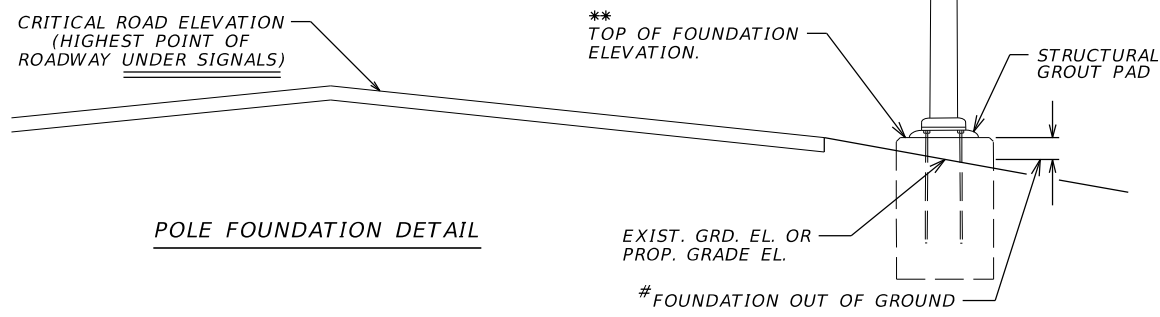 CRITICAL ROAD ELEVATION
(HIGHEST POINT OF
ROADWAY UNDER SIGNALS)
**
TOP OF FOUNDATION
ELEVATION.
STRUCTURAL
GROUT PAD
POLE FOUNDATION DETAIL
EXIST. GRD. EL. OR
PROP. GRADE EL.
#FOUNDATION OUT OF GROUND